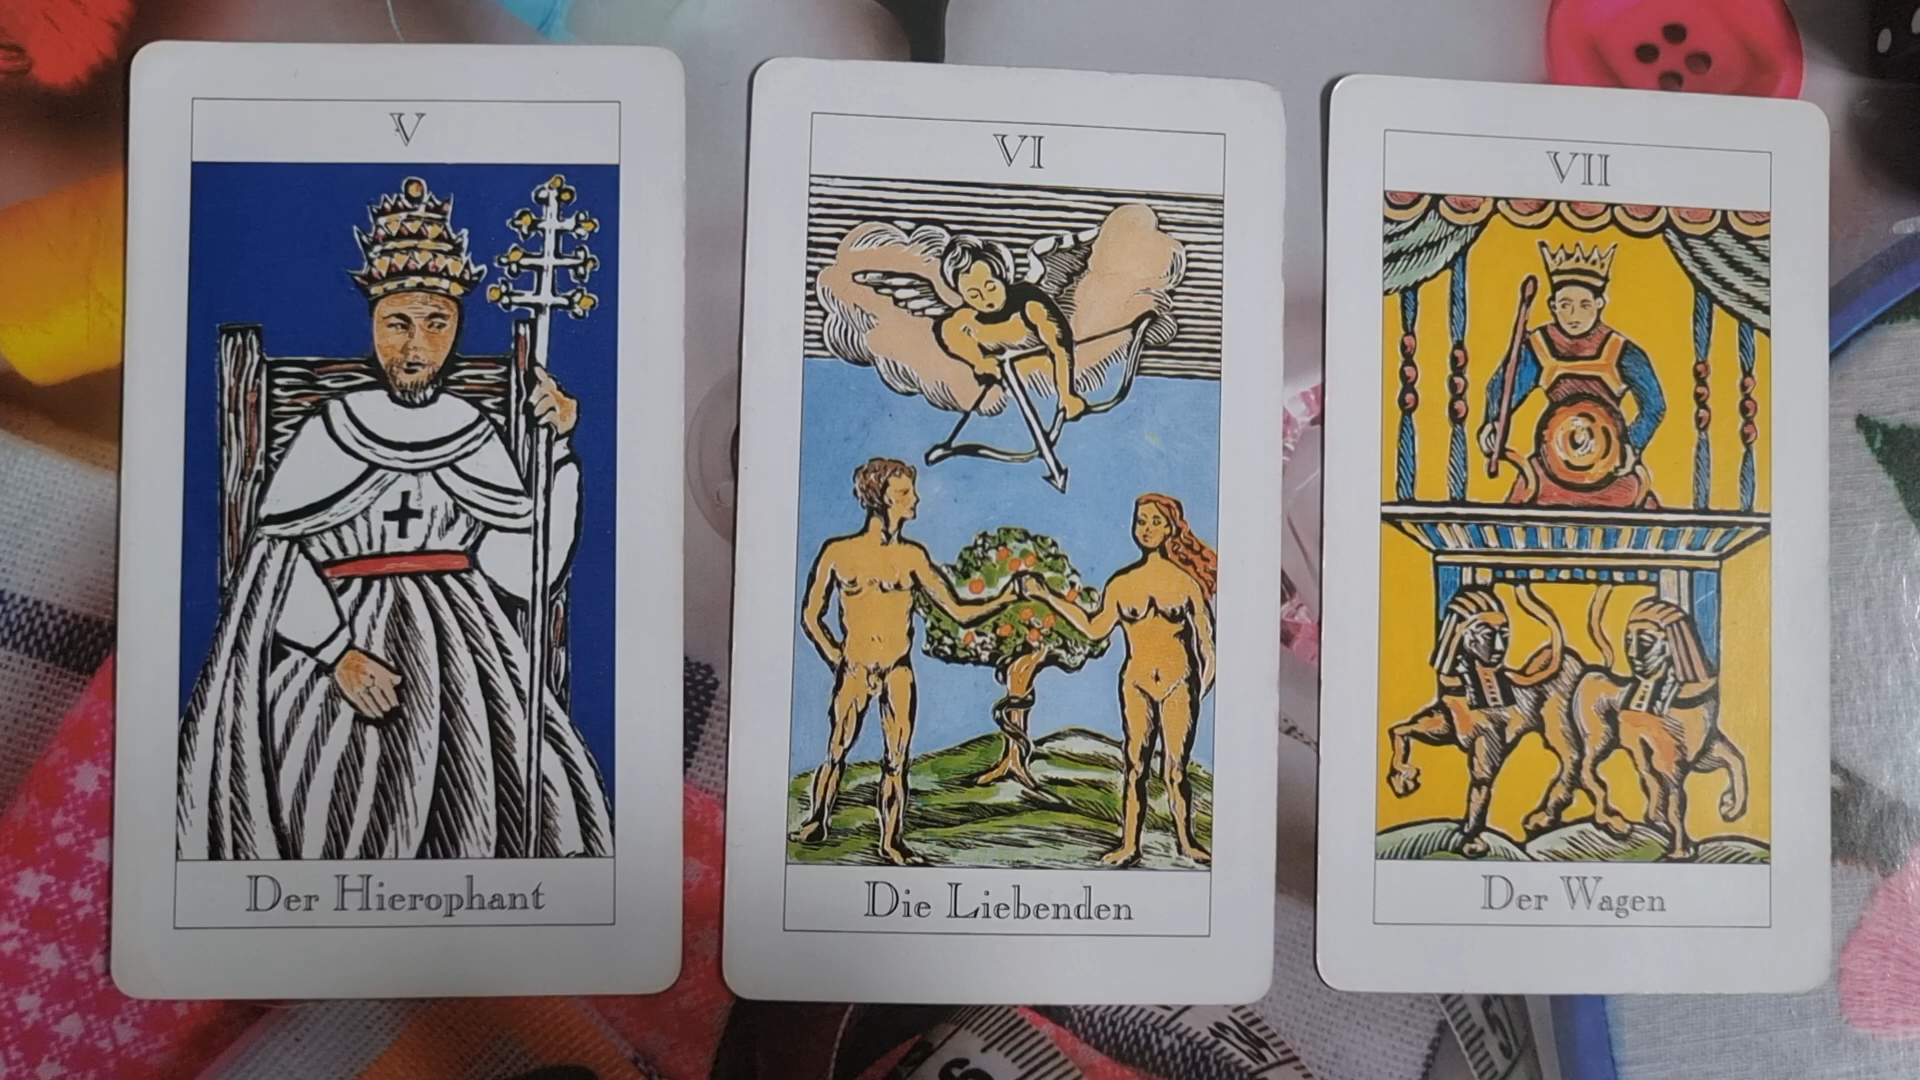 V
Der Hierophant
VI
Die Liebenden
VII
Der Wagen